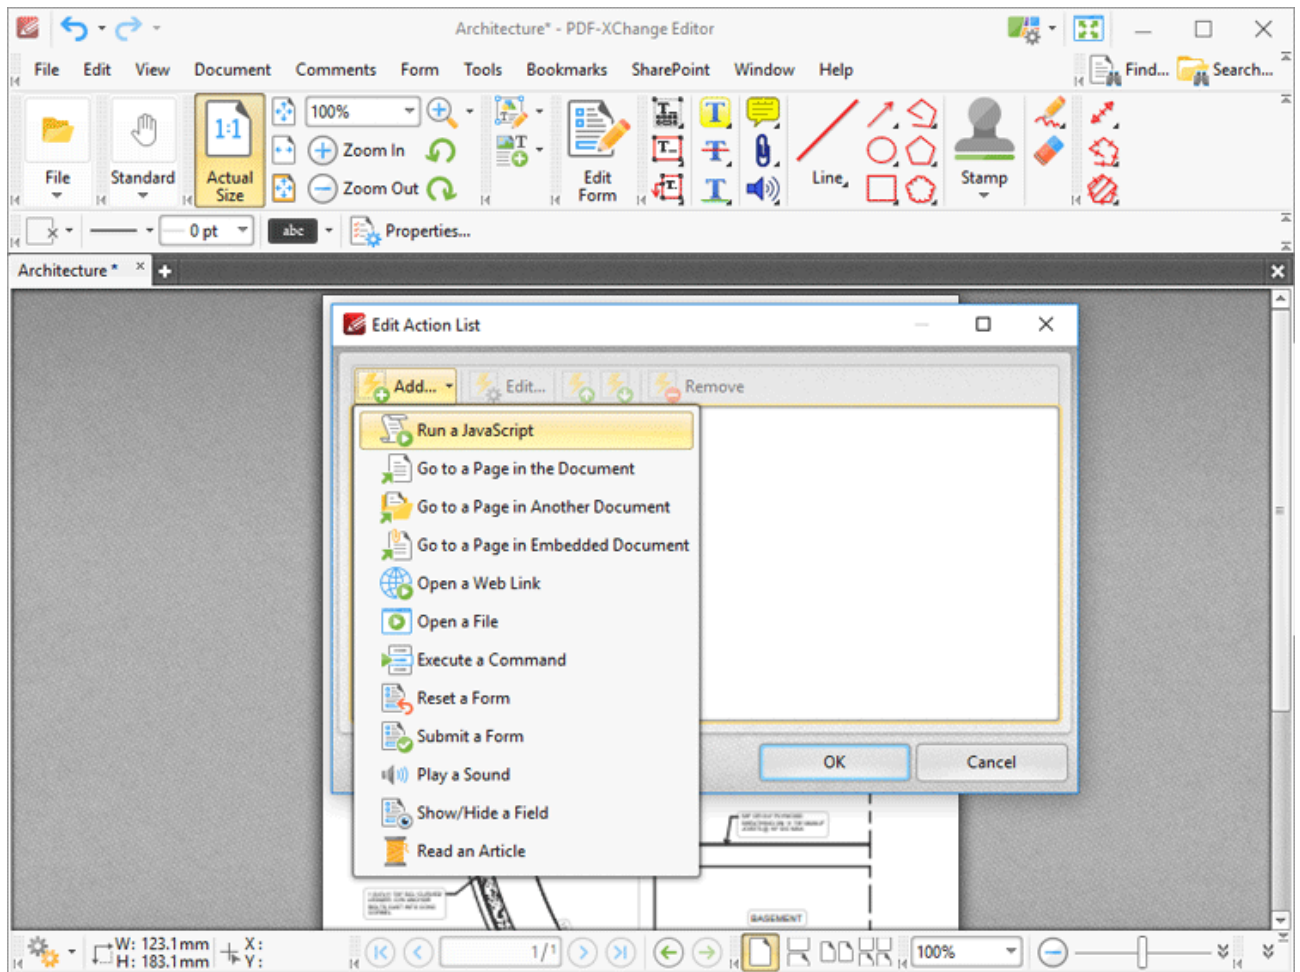 Architecture* - PDF-XChange Editor
File Edit View Document Comments Form Tools Bookmarks SharePoint Window Help Find... Search...
1:1 100%
Zoom In
File Standard Actual Size Zoom Out Edit Form Line Stamp
0 pt abc Properties...
Architecture *
Edit Action List
Add... Edit... Remove
Run a JavaScript
Go to a Page in the Document
Go to a Page in Another Document
Go to a Page in Embedded Document
Open a Web Link
Open a File
Execute a Command
Reset a Form
Submit a Form
OK Cancel
Play a Sound
Show/Hide a Field
Read an Article
BASEMENT
W: 123.1mm X:
H: 183.1mm Y:
1/1 100%